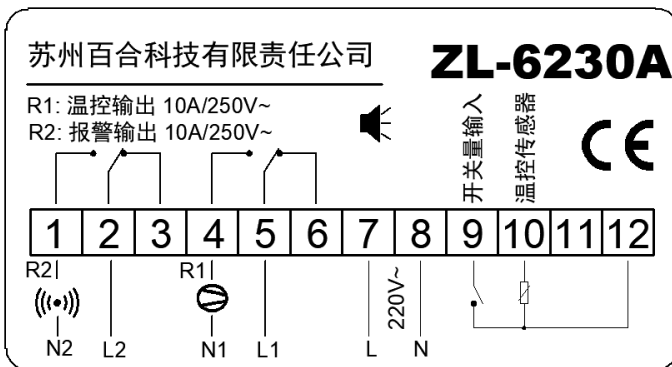 苏州百合科技有限责任公司
ZL-6230A
R1: 温控输出 10A/250V~
R2: 报警输出 10A/250V~
开关量输入
温控传感器
CE
1 2 3 4 5 6 7 8 9 10 11 12
R2 R1
220V~
N2 L2 N1 L1 L N